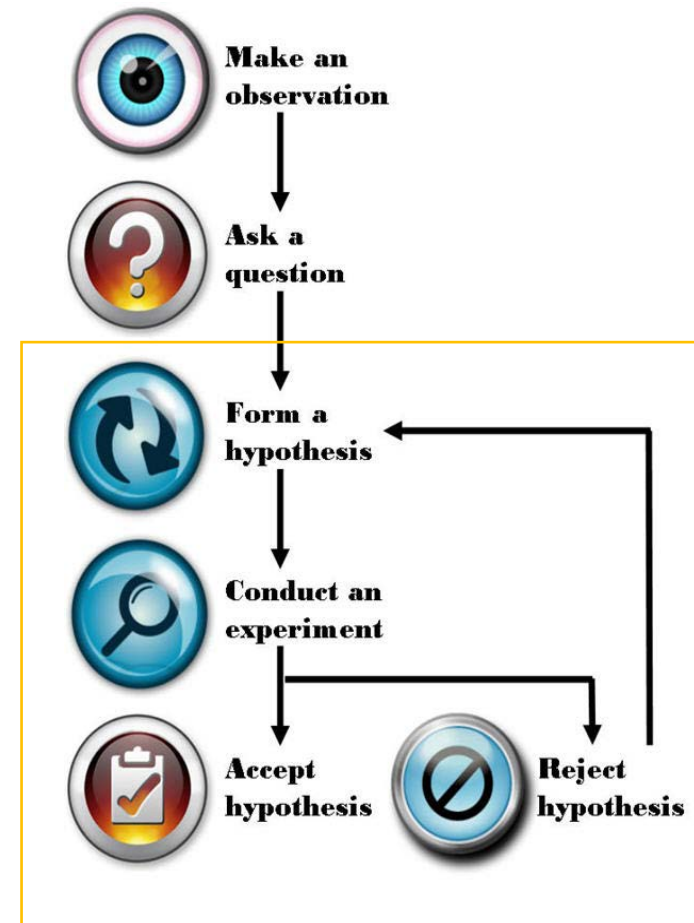 Make an
observation
Ask a
question
Form a
hypothesis
Conduct an
experiment
Accept
hypothesis
Reject
hypothesis